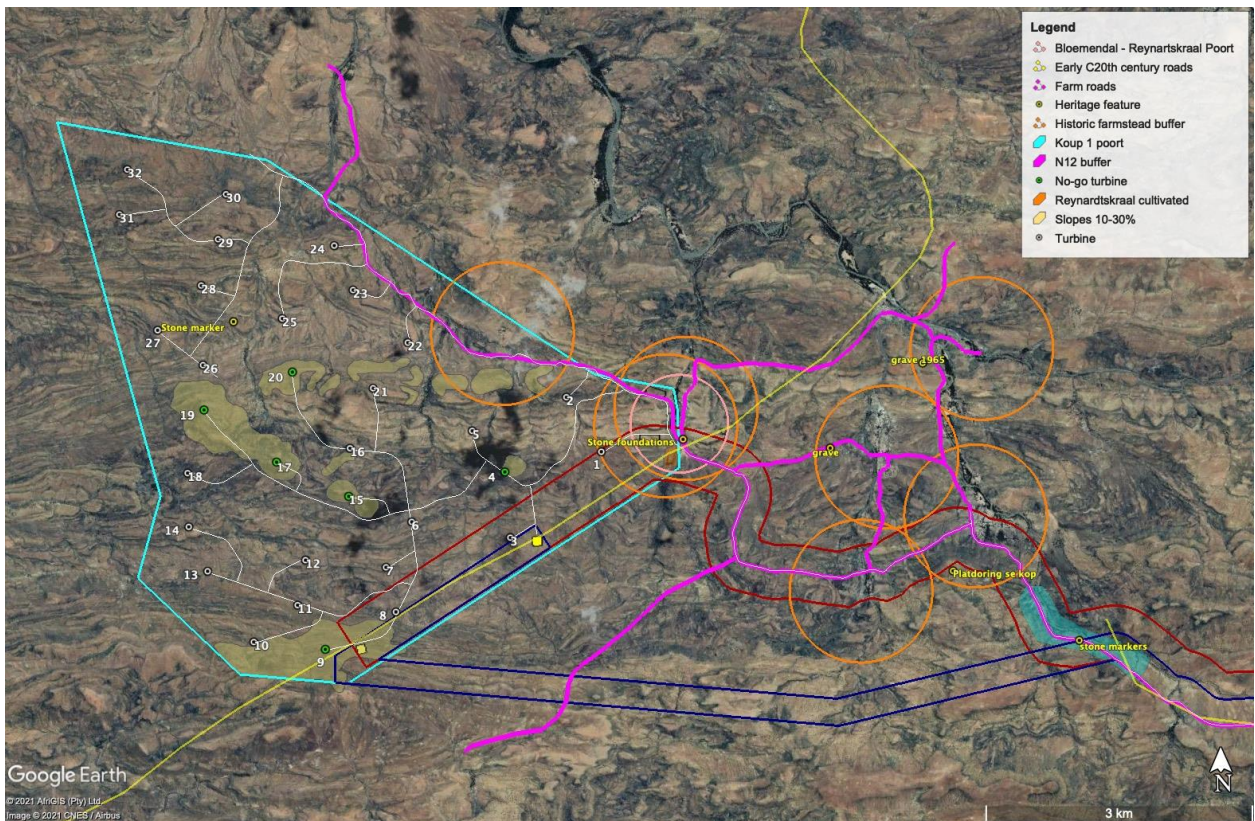 Legend
Bloemendal - Reynartskraal Poort
Early C20th century roads
Farm roads
Heritage feature
Historic farmstead buffer
Koup 1 poort
N12 buffer
No-go turbine
Reynardtskraal cultivated
Slopes 10-30%
Turbine
32
30
31
29
24
28
23
25
Stone marker
27
22
26
20
grave 1965
21
2
19
5
Stone foundations
16
1
grave
17
18
4
15
6
14
3
12
7
13
Platdoring se kop
11
8
10
9
stone markers
Google Earth
© 2021 AfriGIS (Pty) Ltd.
Image © 2021 CNES / Airbus
N
3 km